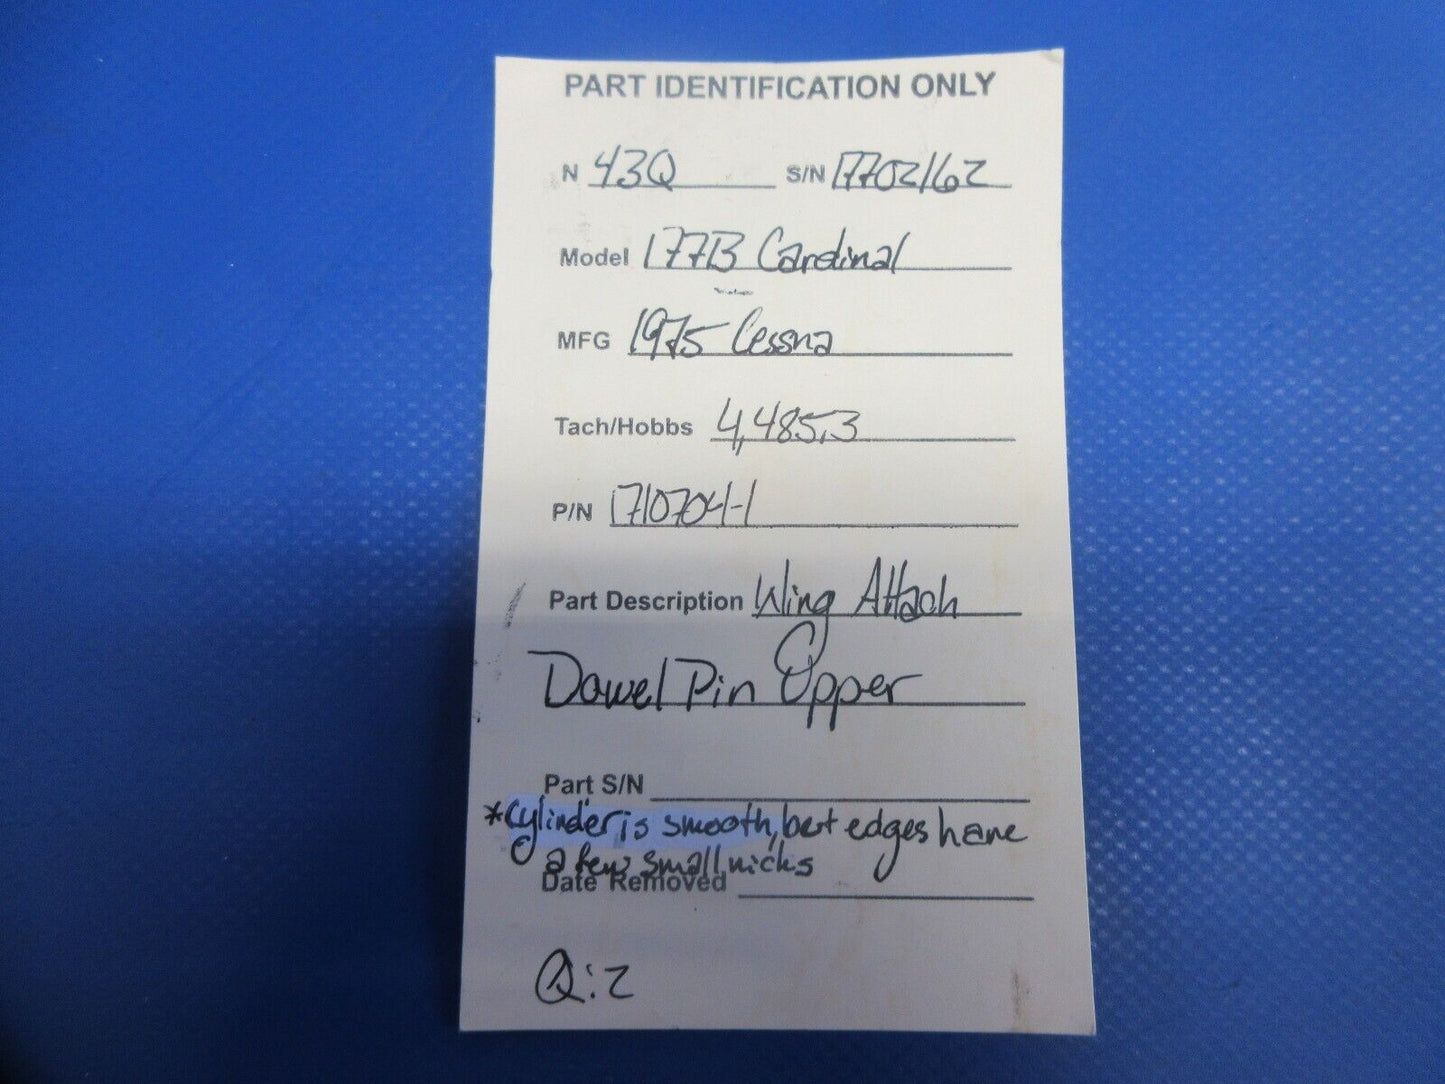 PART IDENTIFICATION ONLY
N 43Q S/N 17702162
Model 177B Cardinal
MFG 1975 Cessna
Tach/Hobbs 4,485.3
P/N 1710704-1
Part Description Wing Attach
Dowel Pin Upper
Part S/N
*cylinder is smooth, but edges have
a few small nicks
Date Removed
Q:2